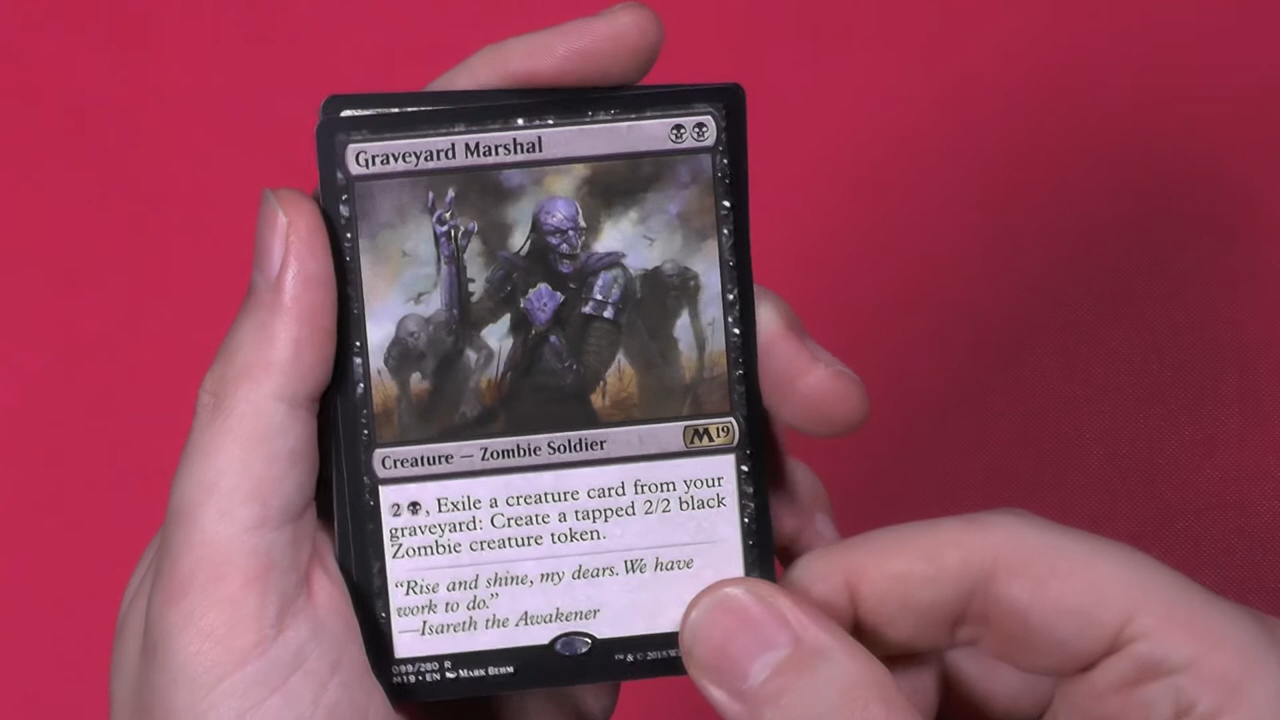 Graveyard Marshal
M19
Creature — Zombie Soldier
2, Exile a creature card from your
graveyard: Create a tapped 2/2 black
Zombie creature token.
“Rise and shine, my dears. We have
work to do.”
—Isareth the Awakener
099/280 R
M19 • EN MARK BEHM
™ & © 2018